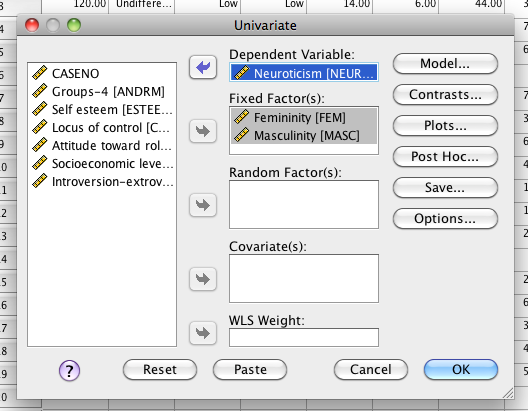 120.00 Undiffere... Low Low 14.00 6.00 44.00
Univariate
Dependent Variable:
Neuroticism [NEUR...
Fixed Factor(s):
Femininity [FEM]
Masculinity [MASC]
Random Factor(s):
Covariate(s):
WLS Weight:
CASENO
Groups-4 [ANDRM]
Self esteem [ESTEE...
Locus of control [C...
Attitude toward rol...
Socioeconomic leve...
Introversion-extrov...
Model...
Contrasts...
Plots...
Post Hoc...
Save...
Options...
?
Reset
Paste
Cancel
OK